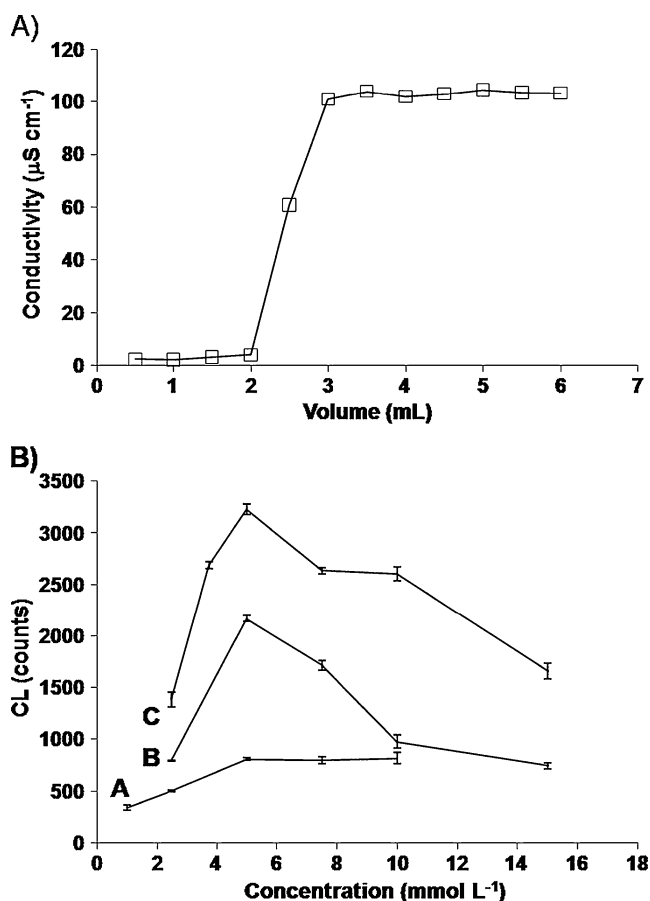 A)
120
100
80
60
40
20
0
0 1 2 3 4 5 6 7
Conductivity (µS cm-1)
Volume (mL)
B)
3500
3000
2500
2000
1500
1000
500
0
C
B
A
0 2 4 6 8 10 12 14 16 18
CL (counts)
Concentration (mmol L-1)